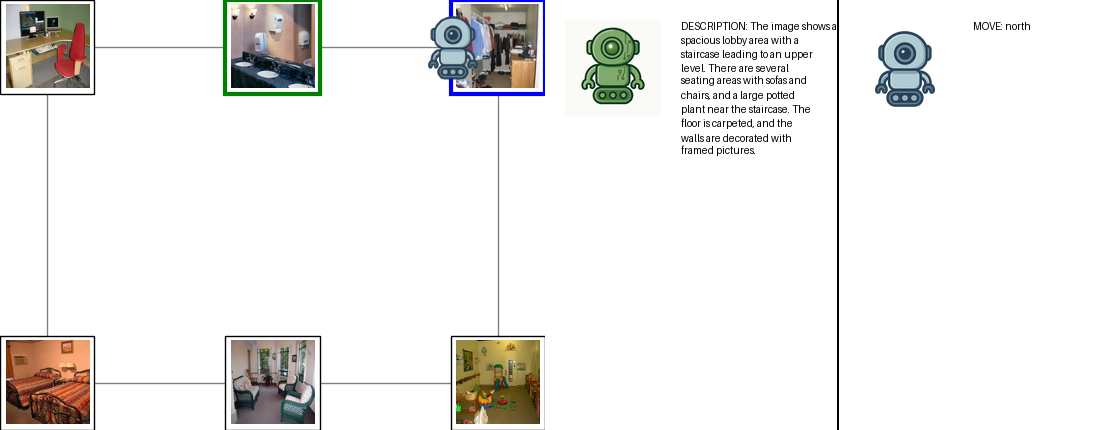 DESCRIPTION: The image shows a
spacious lobby area with a
staircase leading to an upper
level. There are several
seating areas with sofas and
chairs, and a large potted
plant near the staircase. The
floor is carpeted, and the
walls are decorated with
framed pictures.
MOVE: north